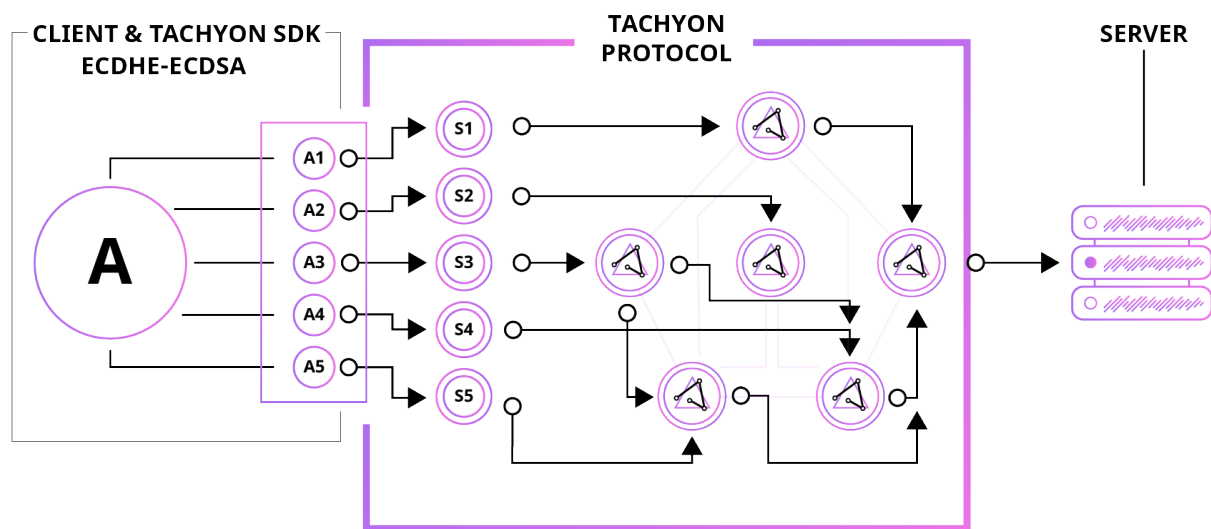 CLIENT & TACHYON SDK
ECDHE-ECDSA
TACHYON
PROTOCOL
SERVER
A
A1
A2
A3
A4
A5
S1
S2
S3
S4
S5